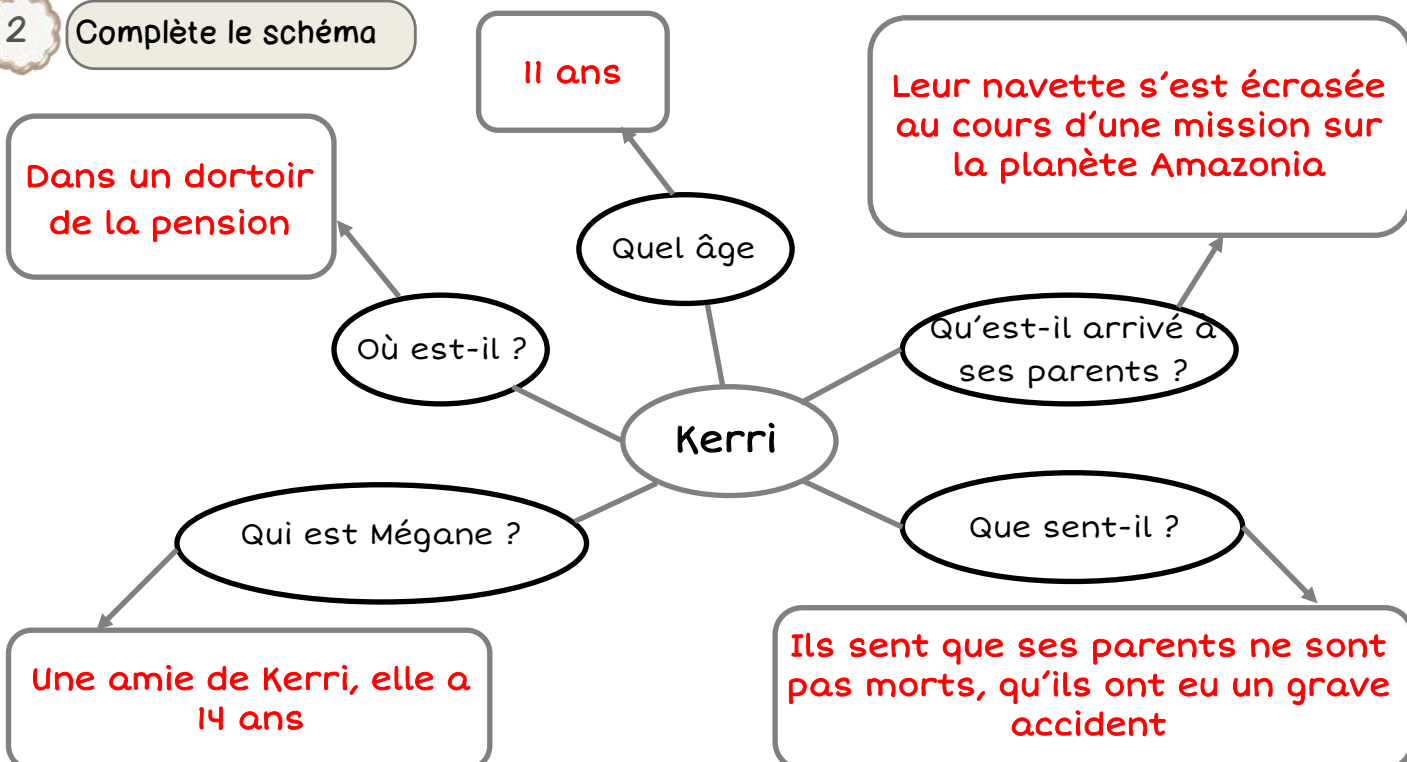 2
Complète le schéma
11 ans
Leur navette s'est écrasée
au cours d'une mission sur
la planète Amazonia
Dans un dortoir
de la pension
Quel âge
Où est-il ?
Qu'est-il arrivé à
ses parents ?
Kerri
Qui est Mégane ?
Que sent-il ?
Une amie de Kerri, elle a
14 ans
Ils sent que ses parents ne sont
pas morts, qu'ils ont eu un grave
accident